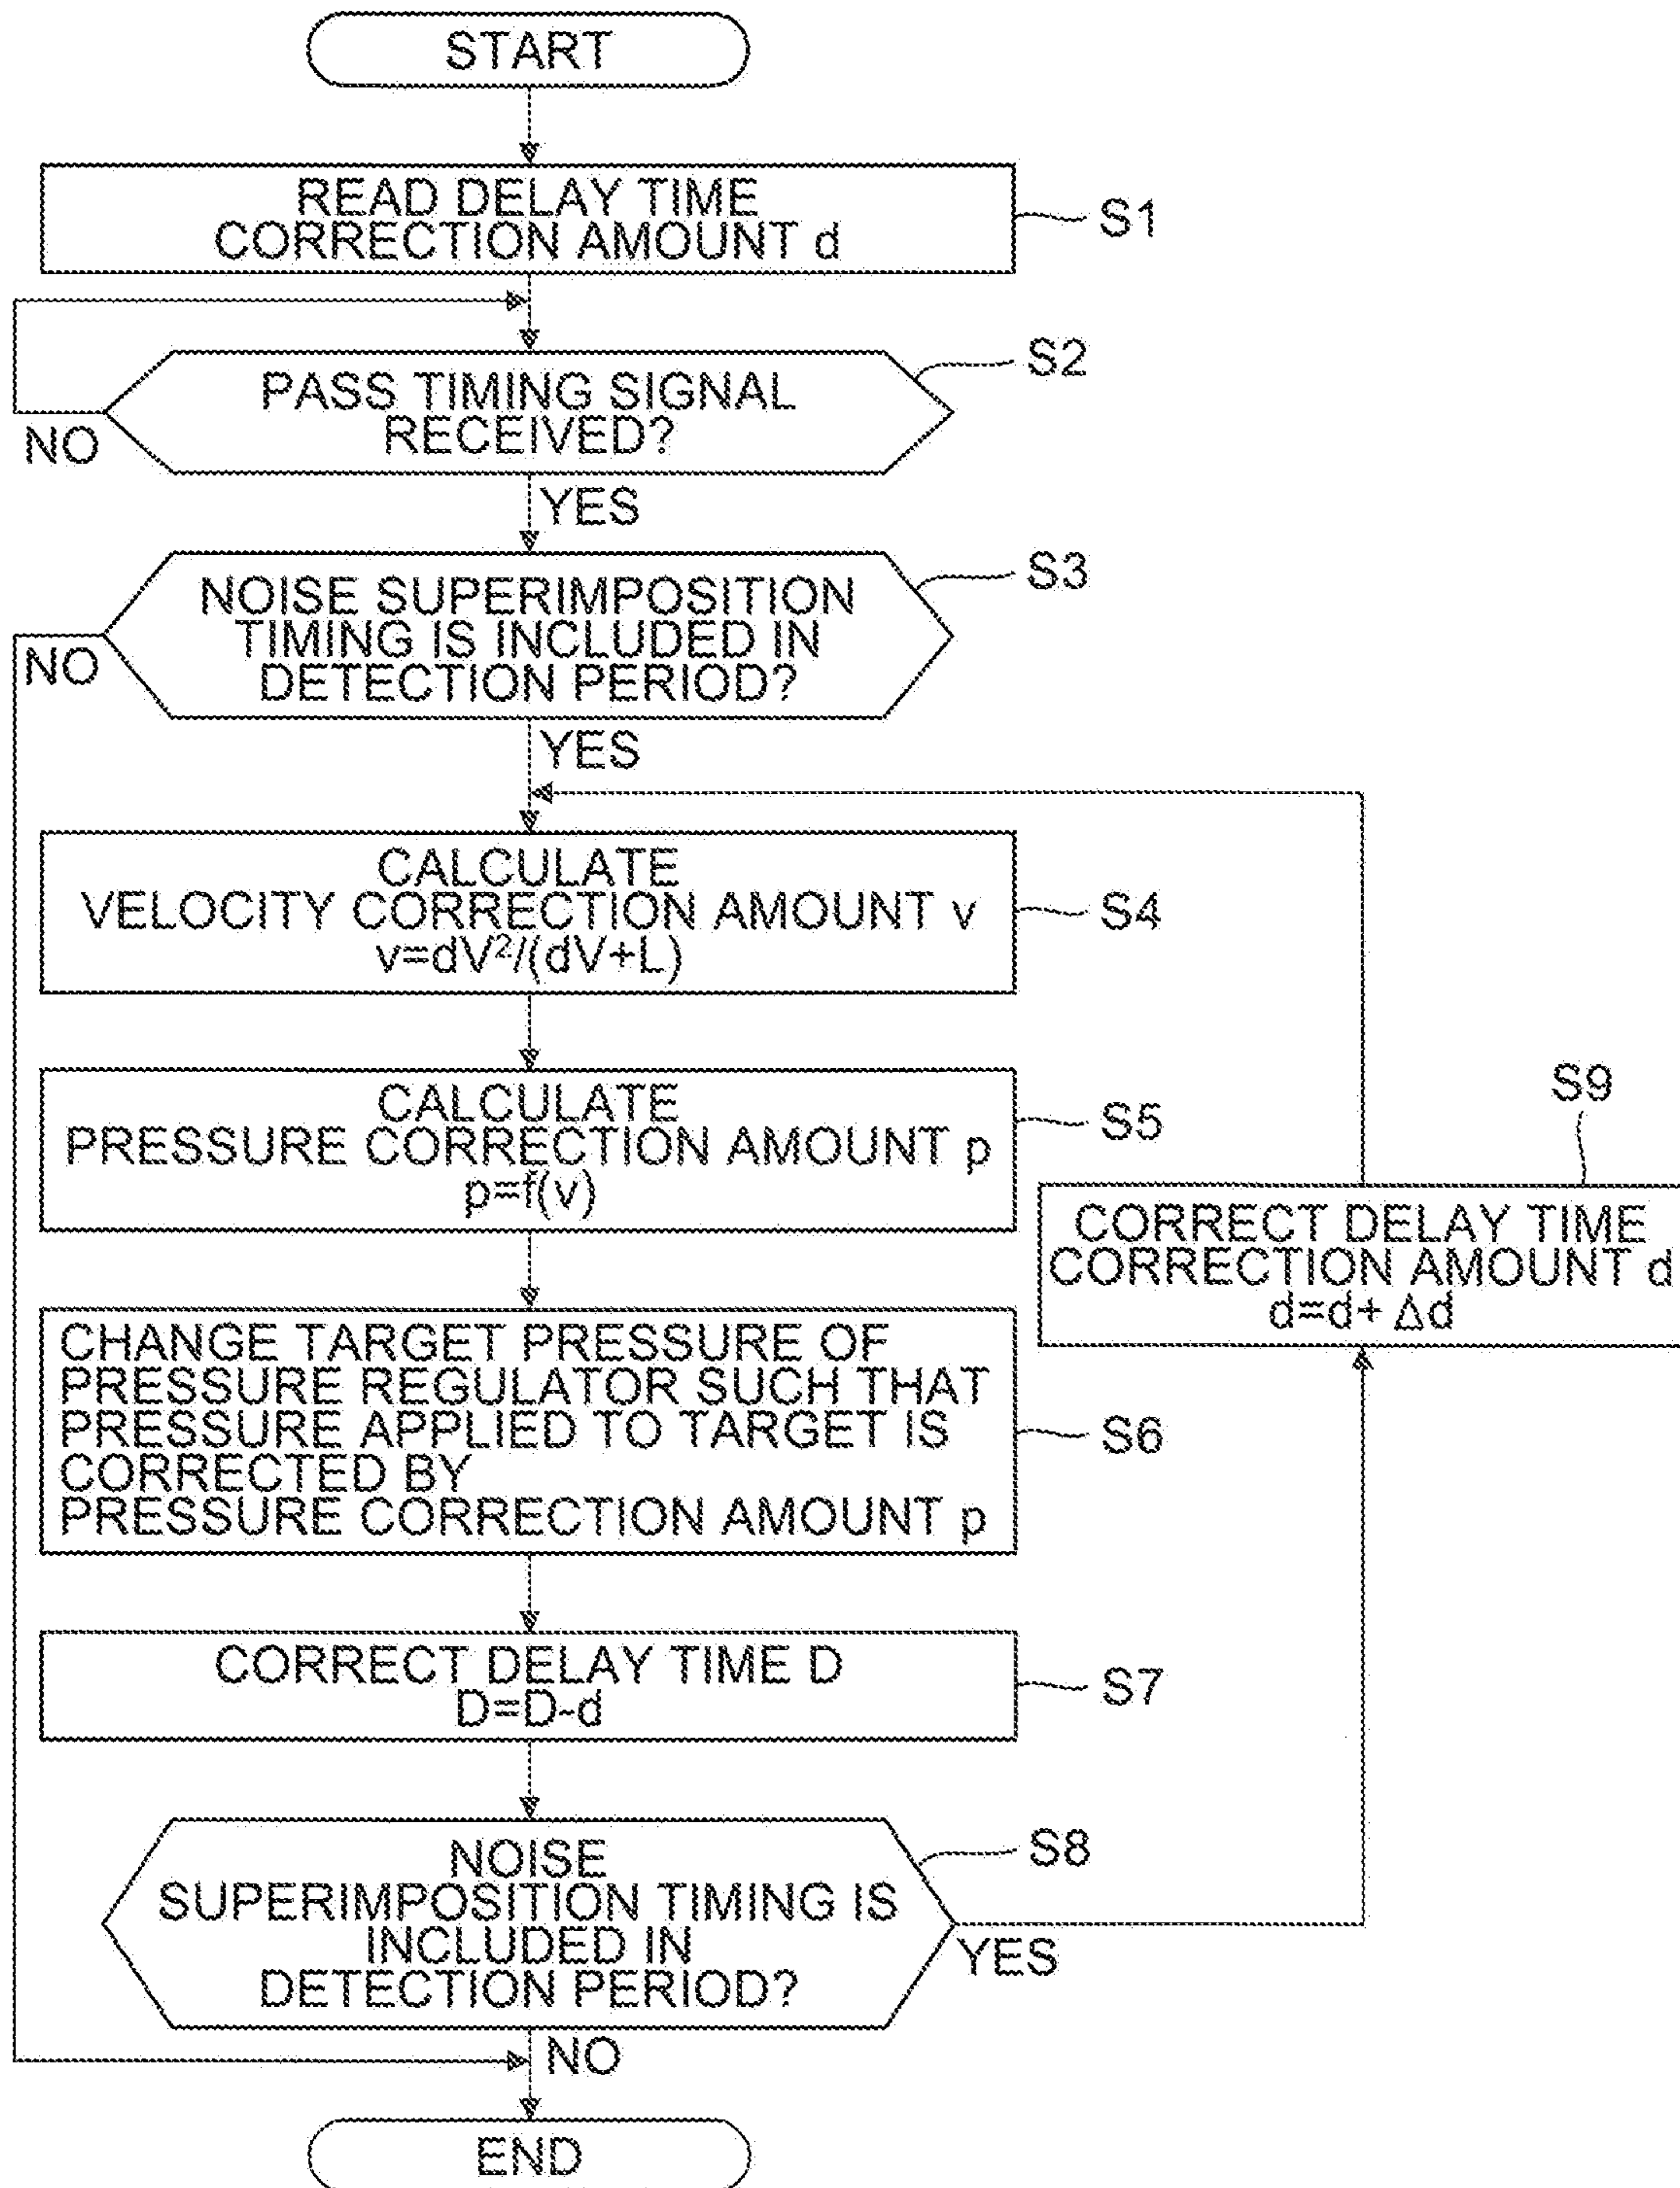 START
READ DELAY TIME
CORRECTION AMOUNT d
S1
PASS TIMING SIGNAL
RECEIVED?
S2
NO
YES
NOISE SUPERIMPOSITION
TIMING IS INCLUDED IN
DETECTION PERIOD?
S3
NO
YES
CALCULATE
VELOCITY CORRECTION AMOUNT v
v=dV²/(dV+L)
S4
CALCULATE
PRESSURE CORRECTION AMOUNT p
p=f(v)
S5
S9
CORRECT DELAY TIME
CORRECTION AMOUNT d
d=d+ Δd
CHANGE TARGET PRESSURE OF
PRESSURE REGULATOR SUCH THAT
PRESSURE APPLIED TO TARGET IS
CORRECTED BY
PRESSURE CORRECTION AMOUNT p
S6
CORRECT DELAY TIME D
D=D-d
S7
NOISE
SUPERIMPOSITION TIMING IS
INCLUDED IN
DETECTION PERIOD?
S8
YES
NO
END